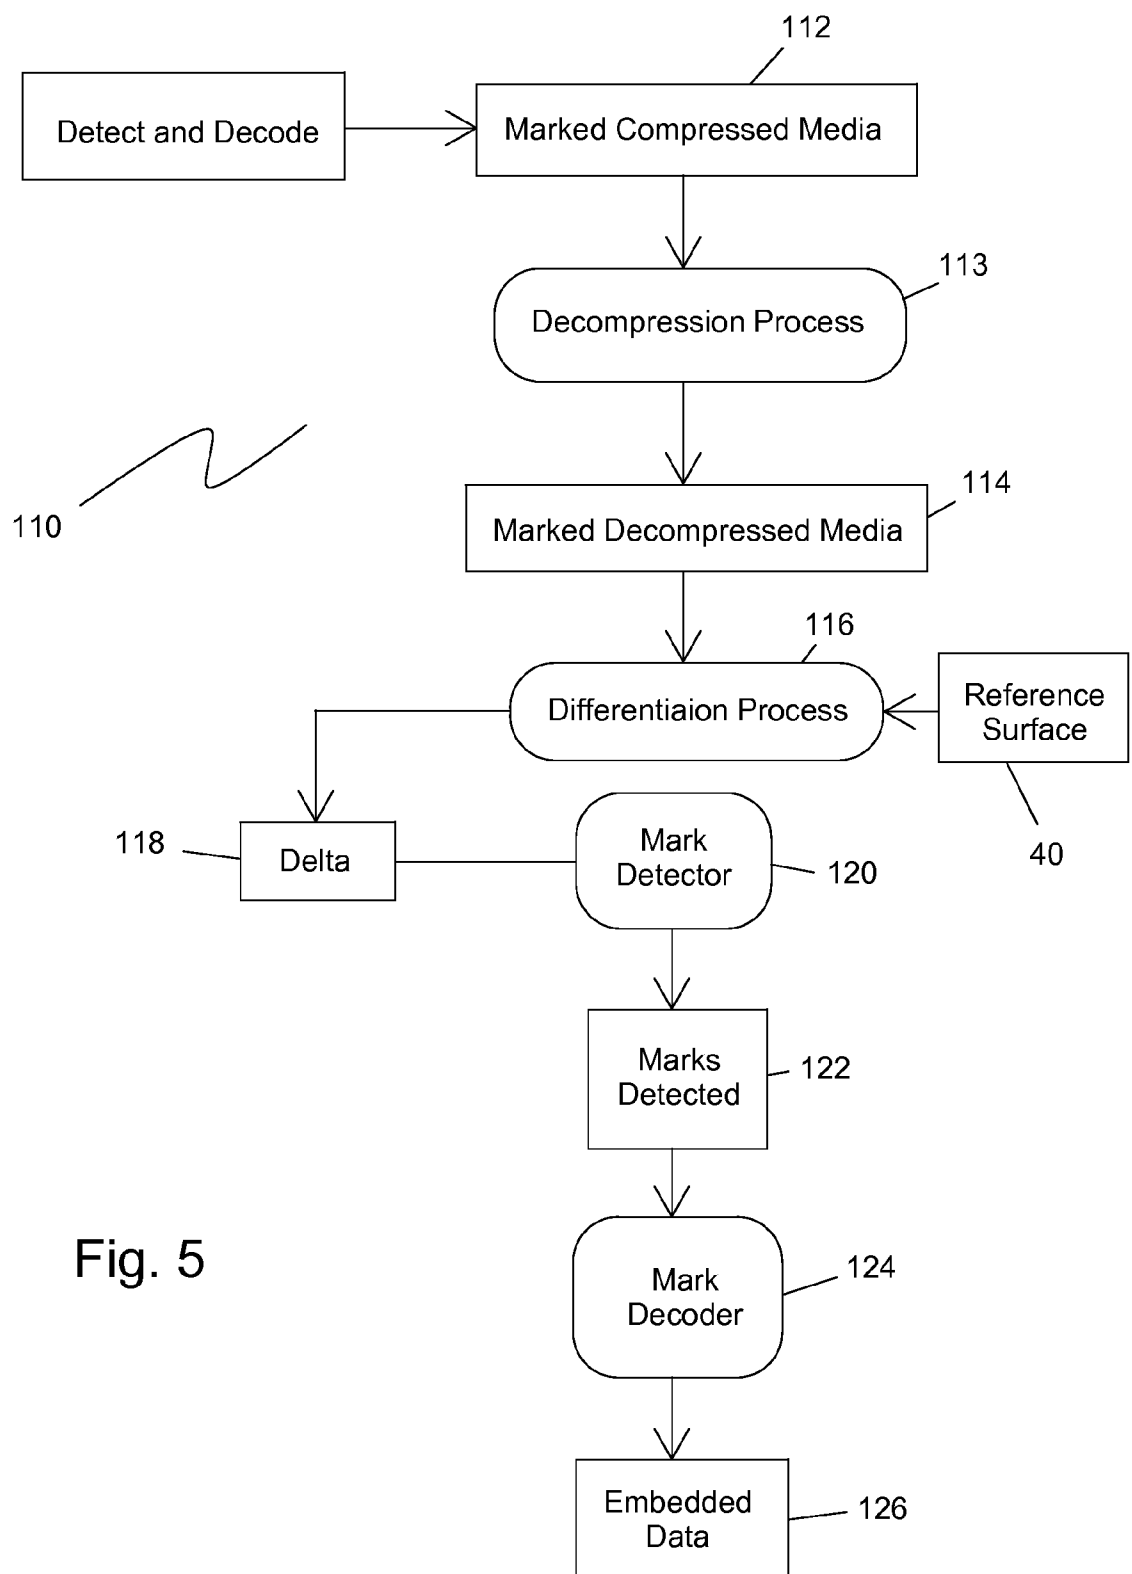 112
Detect and Decode
Marked Compressed Media
113
Decompression Process
110
114
Marked Decompressed Media
116
Differentiaion Process
Reference
Surface
40
118
Delta
Mark
Detector
120
Marks
Detected
122
Fig. 5
Mark
Decoder
124
Embedded
Data
126